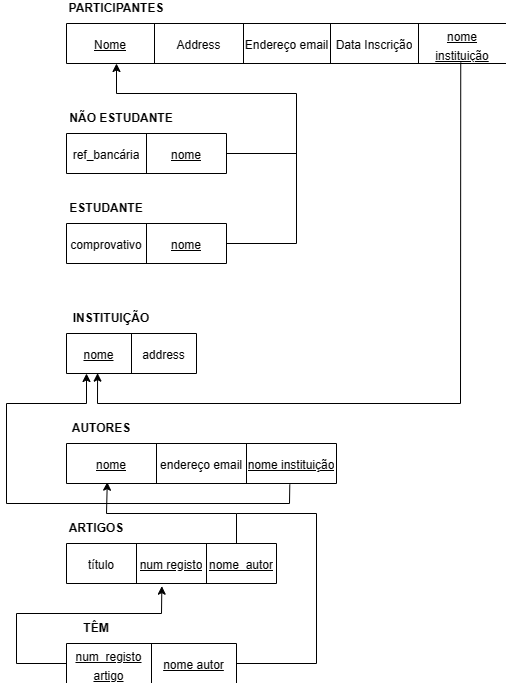 PARTICIPANTES
Nome Address Endereço email Data Inscrição nome
instituição
NÃO ESTUDANTE
ref_bancária nome
ESTUDANTE
comprovativo nome
INSTITUIÇÃO
nome address
AUTORES
nome endereço email nome instituição
ARTIGOS
título num registo nome_autor
TÊM
num_registo
artigo nome autor